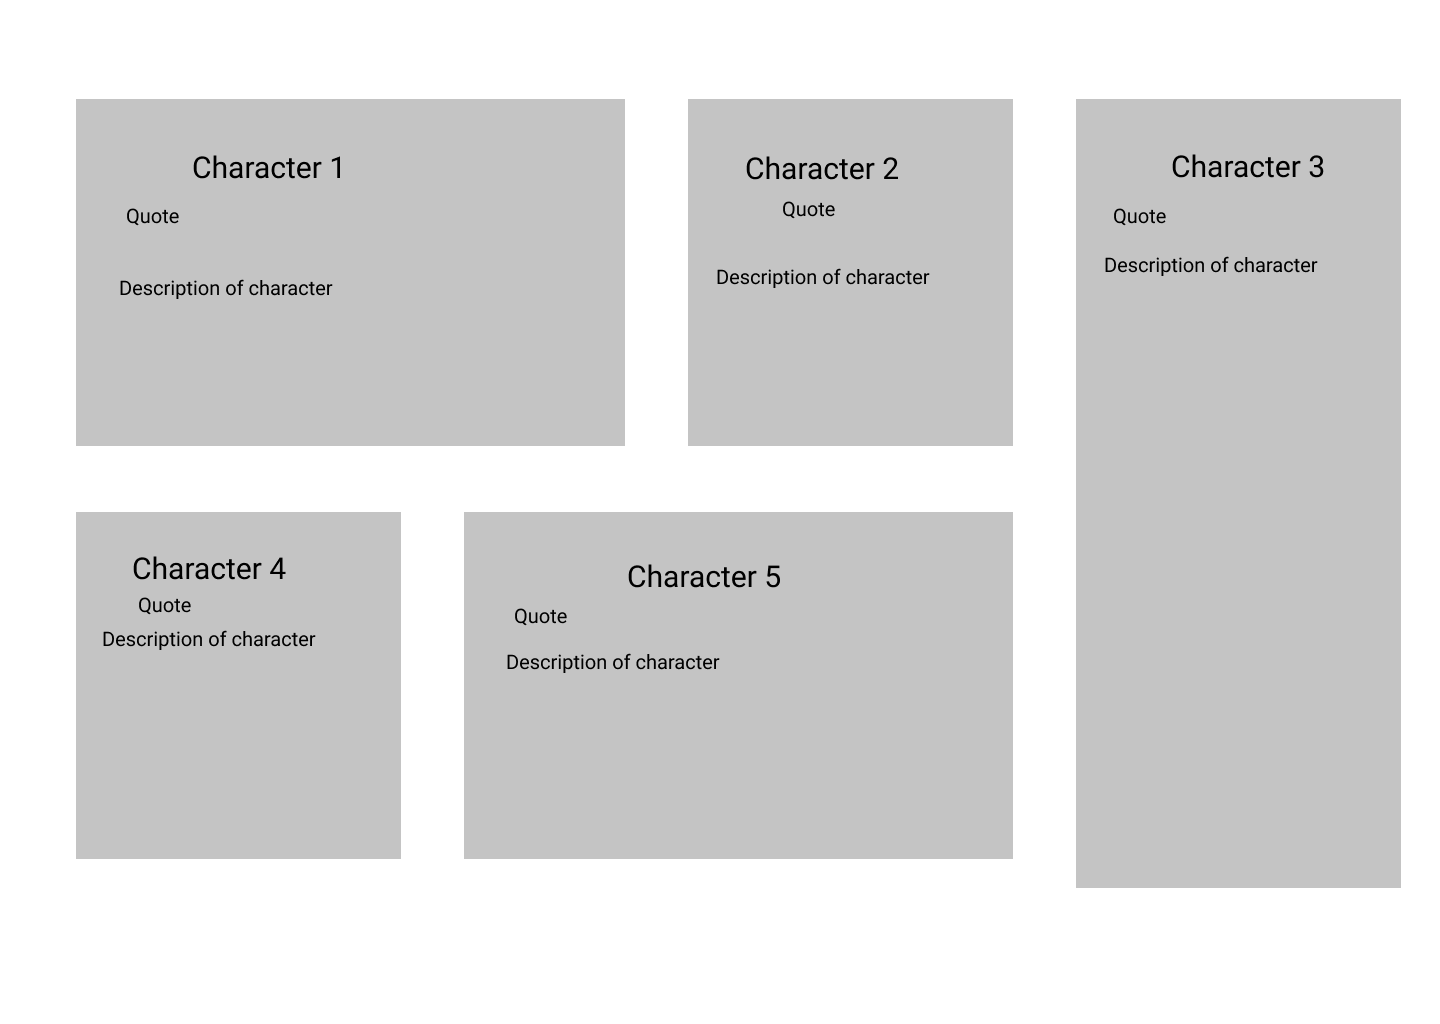 Character 1
Quote
Description of character
Character 2
Quote
Description of character
Character 3
Quote
Description of character
Character 4
Quote
Description of character
Character 5
Quote
Description of character